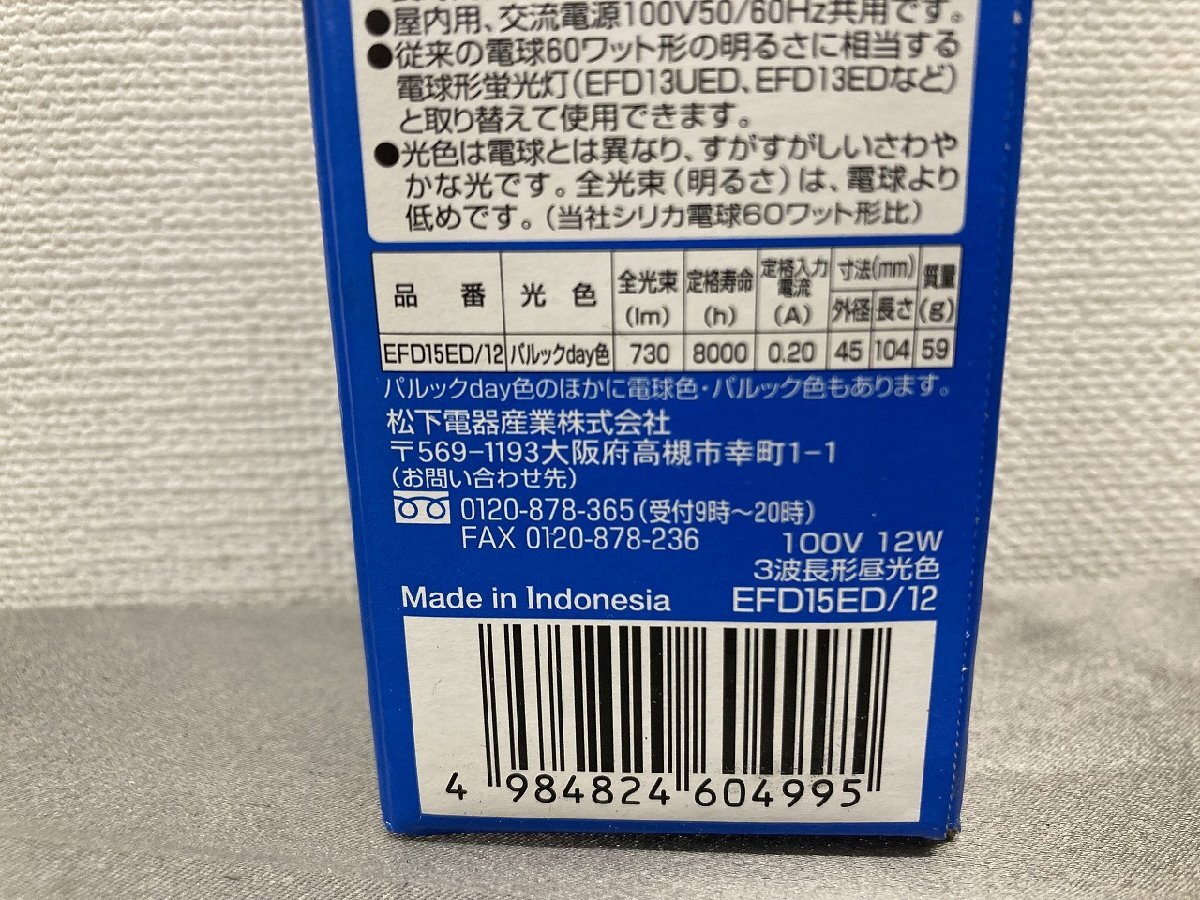 ●屋内用、交流電源100V50/60Hz共用です。
●従来の電球60ワット形の明るさに相当する
電球形蛍光灯(EFD13UED、EFD13EDなど)
と取り替えて使用できます。
●光色は電球とは異なり、すがすがしいさわや
かな光です。全光束(明るさ)は、電球より
低めです。(当社シリカ電球60ワット形比)
品番 光色 全光束(lm) 定格寿命(h) 定格入力電流(A) 寸法(mm) 外径 長さ 質量(g)
EFD15ED/12 パルックday色 730 8000 0.20 45 104 59
パルックday色のほかに電球色・パルック色もあります。
松下電器産業株式会社
〒569-1193大阪府高槻市幸町1-1
(お問い合わせ先)
0120-878-365(受付9時〜20時)
FAX 0120-878-236
100V 12W
3波長形昼光色
Made in Indonesia EFD15ED/12
4 984824 604995